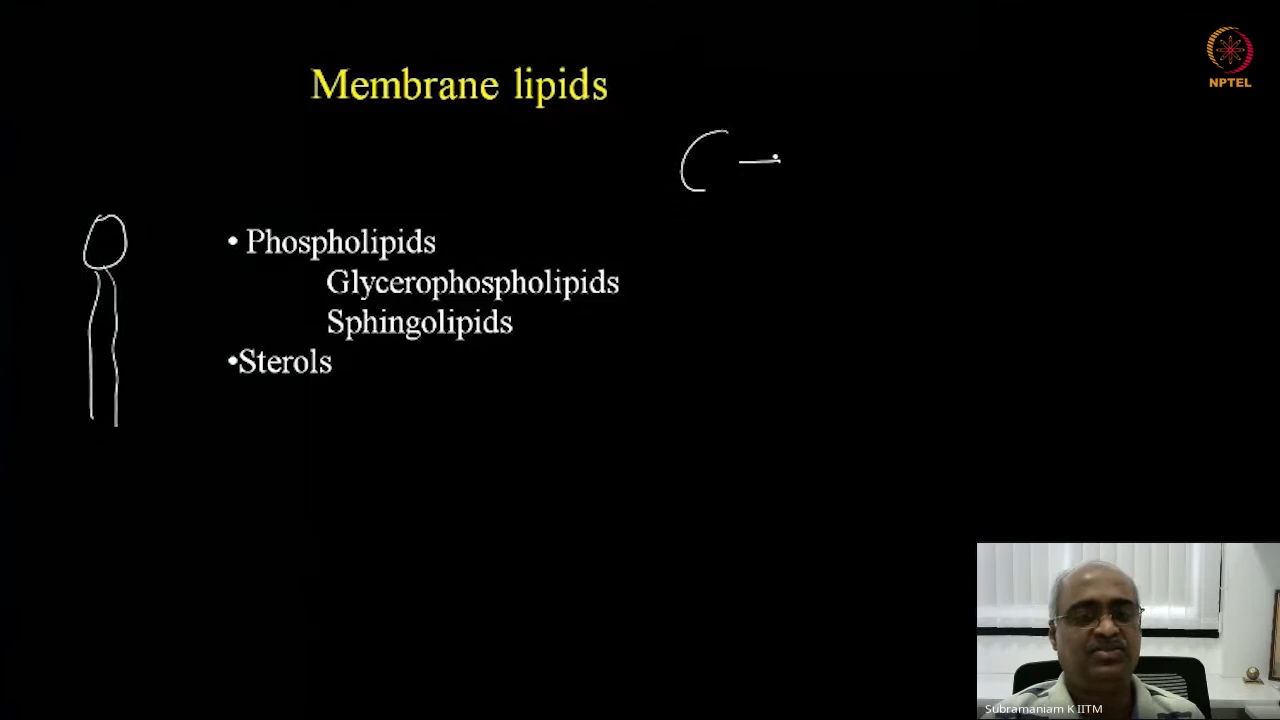 Membrane lipids
NPTEL
C –
• Phospholipids
Glycerophospholipids
Sphingolipids
•Sterols
Subramaniam K IITM